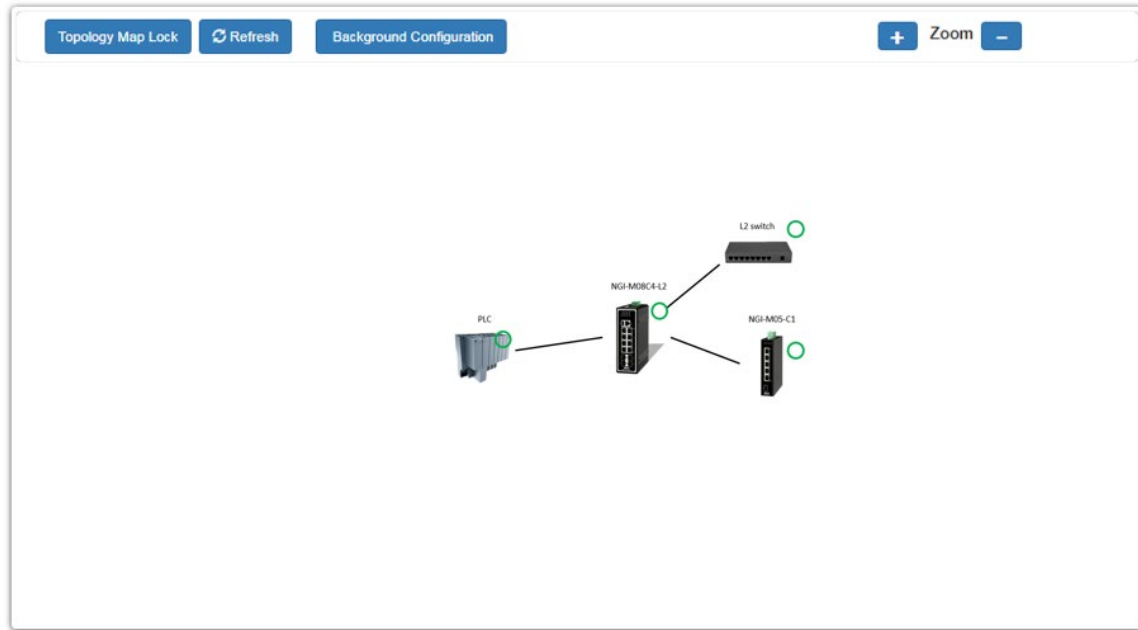 Topology Map Lock
Refresh
Background Configuration
+ Zoom −
L2 switch
NGI-M08C4-L2
PLC
NGI-M05-C1